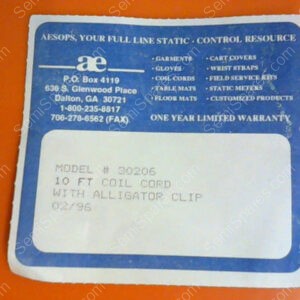 AESOPS, YOUR FULL LINE STATIC - CONTROL RESOURCE
ae
P.O. Box 4119
636 S. Glenwood Place
Dalton, GA 30721
1-800-235-8817
706-278-6562 (FAX)
• GARMENTS
• GLOVES
• COIL CORDS
• TABLE MATS
• FLOOR MATS
• CART COVERS
• WRIST STRAPS
• FIELD SERVICE KITS
• STATIC METERS
• CUSTOMIZED PRODUCTS
ONE YEAR LIMITED WARRANTY
MODEL # 30206
10 FT COIL CORD
WITH ALLIGATOR CLIP
02/96